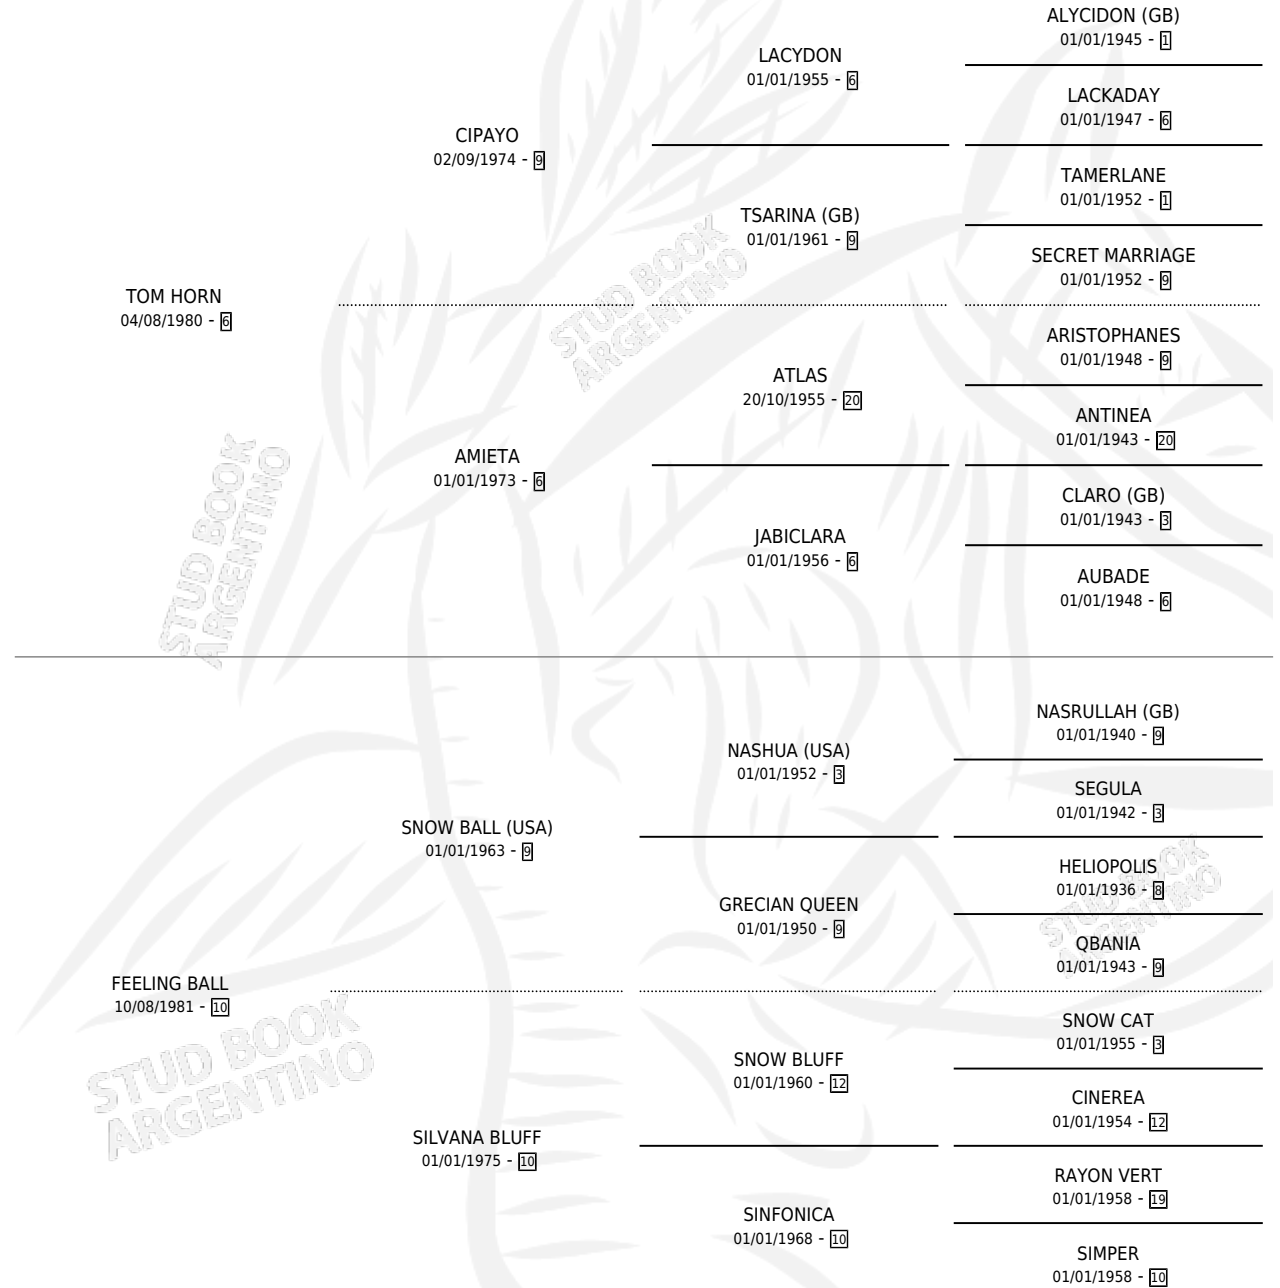 ALYCIDON (GB)
01/01/1945 - 1
LACYDON
01/01/1955 - 6
LACKADAY
01/01/1947 - 6
CIPAYO
02/09/1974 - 9
TAMERLANE
01/01/1952 - 1
TSARINA (GB)
01/01/1961 - 9
SECRET MARRIAGE
01/01/1952 - 9
TOM HORN
04/08/1980 - 6
STUD BOOK
ARGENTINO
ARISTOPHANES
01/01/1948 - 9
ATLAS
20/10/1955 - 20
ANTINEA
01/01/1943 - 20
AMIETA
01/01/1973 - 6
CLARO (GB)
01/01/1943 - 3
JABICLARA
01/01/1956 - 6
AUBADE
01/01/1948 - 6
STUD BOOK
ARGENTINO
NASRULLAH (GB)
01/01/1940 - 9
NASHUA (USA)
01/01/1952 - 3
SEGULA
01/01/1942 - 3
SNOW BALL (USA)
01/01/1963 - 9
HELIOPOLIS
01/01/1936 - 8
GRECIAN QUEEN
01/01/1950 - 9
STUD BOOK
ARGENTINO
QBANIA
01/01/1943 - 9
FEELING BALL
10/08/1981 - 10
SNOW CAT
01/01/1955 - 3
SNOW BLUFF
01/01/1960 - 12
CINEREA
01/01/1954 - 12
STUD BOOK
ARGENTINO
SILVANA BLUFF
01/01/1975 - 10
RAYON VERT
01/01/1958 - 19
SINFONICA
01/01/1968 - 10
SIMPER
01/01/1958 - 10